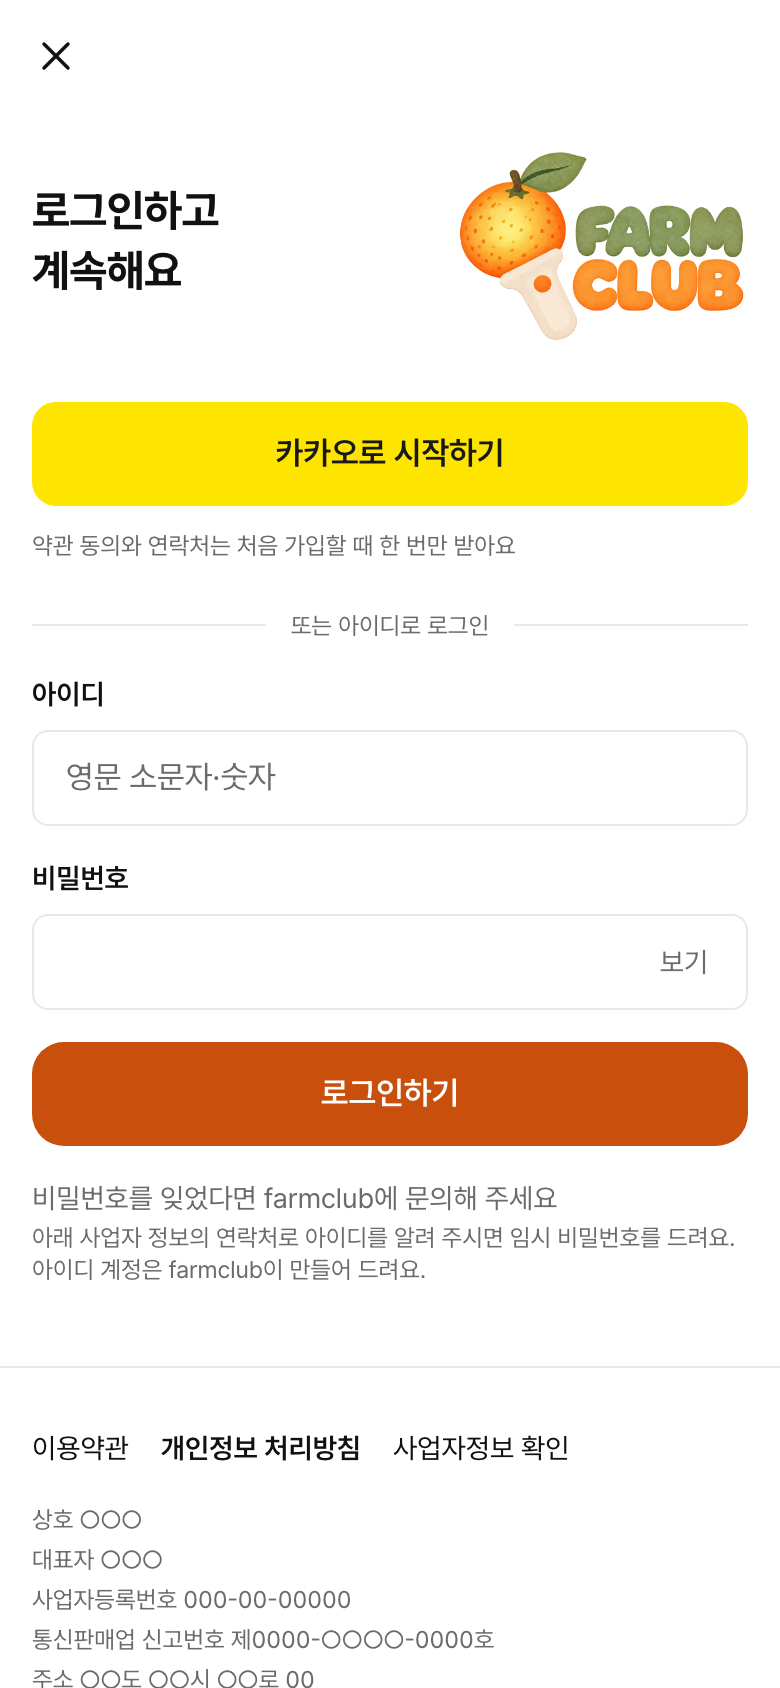 로그인하고
계속해요
FARM
CLUB
카카오로 시작하기
약관 동의와 연락처는 처음 가입할 때 한 번만 받아요
또는 아이디로 로그인
아이디
영문 소문자·숫자
비밀번호
보기
로그인하기
비밀번호를 잊었다면 farmclub에 문의해 주세요
아래 사업자 정보의 연락처로 아이디를 알려 주시면 임시 비밀번호를 드려요.
아이디 계정은 farmclub이 만들어 드려요.
이용약관 개인정보 처리방침 사업자정보 확인
상호 ○○○
대표자 ○○○
사업자등록번호 000-00-00000
통신판매업 신고번호 제0000-○○○○-0000호
주소 ○○도 ○○시 ○○로 00